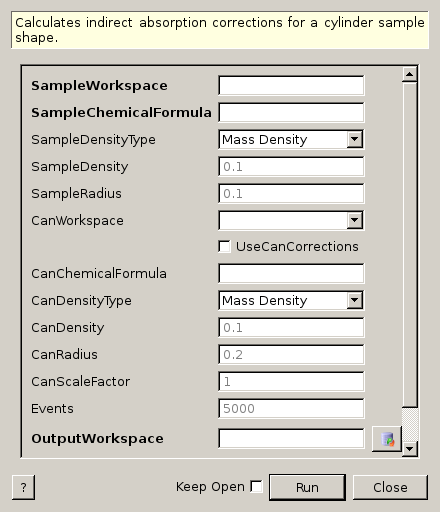 Calculates indirect absorption corrections for a cylinder sample
shape.
SampleWorkspace
SampleChemicalFormula
SampleDensityType Mass Density
SampleDensity 0.1
SampleRadius 0.1
CanWorkspace
UseCanCorrections
CanChemicalFormula
CanDensityType Mass Density
CanDensity 0.1
CanRadius 0.2
CanScaleFactor 1
Events 5000
OutputWorkspace
? Keep Open Run Close